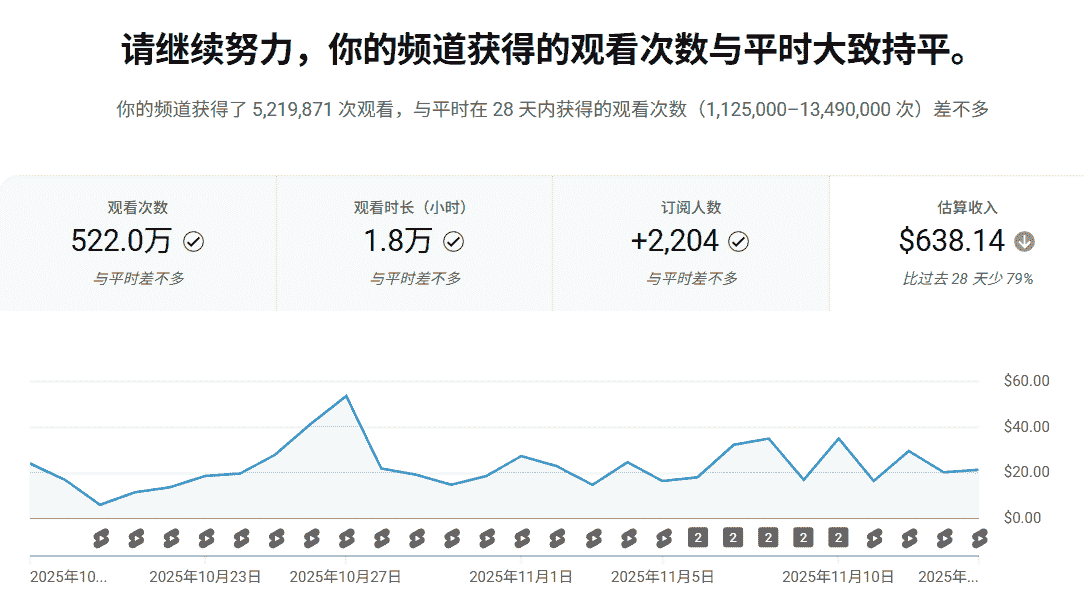 请继续努力，你的频道获得的观看次数与平时大致持平。
你的频道获得了 5,219,871 次观看，与平时在 28 天内获得的观看次数（1,125,000–13,490,000 次）差不多
观看次数
522.0万
与平时差不多
观看时长（小时）
1.8万
与平时差不多
订阅人数
+2,204
与平时差不多
估算收入
$638.14
比过去 28 天少 79%
$60.00
$40.00
$20.00
$0.00
2 2 2 2 2
2025年10... 2025年10月23日 2025年10月27日 2025年11月1日 2025年11月5日 2025年11月10日 2025年...